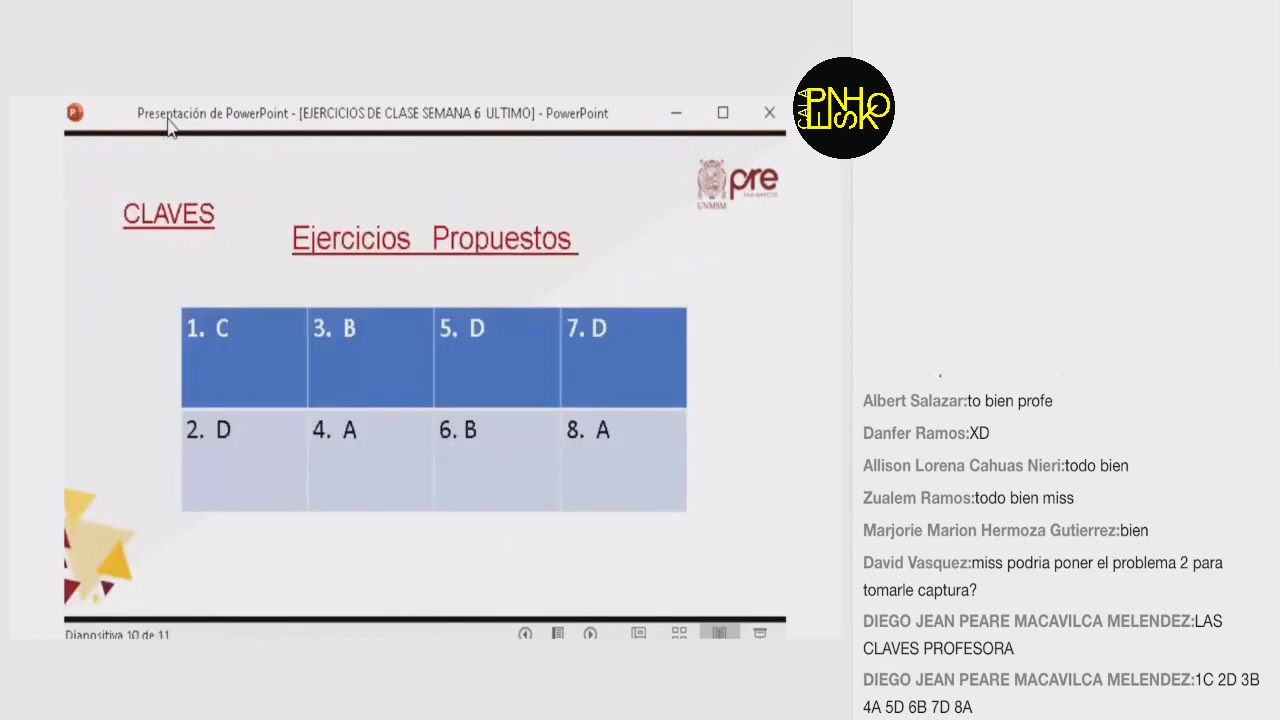 Presentación de PowerPoint - [EJERCICIOS DE CLASE SEMANA 6 ULTIMO] - PowerPoint
pre
SAN MARCOS
UNMSM
CLAVES
Ejercicios Propuestos
1. C 3. B 5. D 7. D
2. D 4. A 6. B 8. A
Diapositiva 10 de 11
Albert Salazar:to bien profe
Danfer Ramos:XD
Allison Lorena Cahuas Nieri:todo bien
Zualem Ramos:todo bien miss
Marjorie Marion Hermoza Gutierrez:bien
David Vasquez:miss podria poner el problema 2 para
tomarle captura?
DIEGO JEAN PEARE MACAVILCA MELENDEZ:LAS
CLAVES PROFESORA
DIEGO JEAN PEARE MACAVILCA MELENDEZ:1C 2D 3B
4A 5D 6B 7D 8A